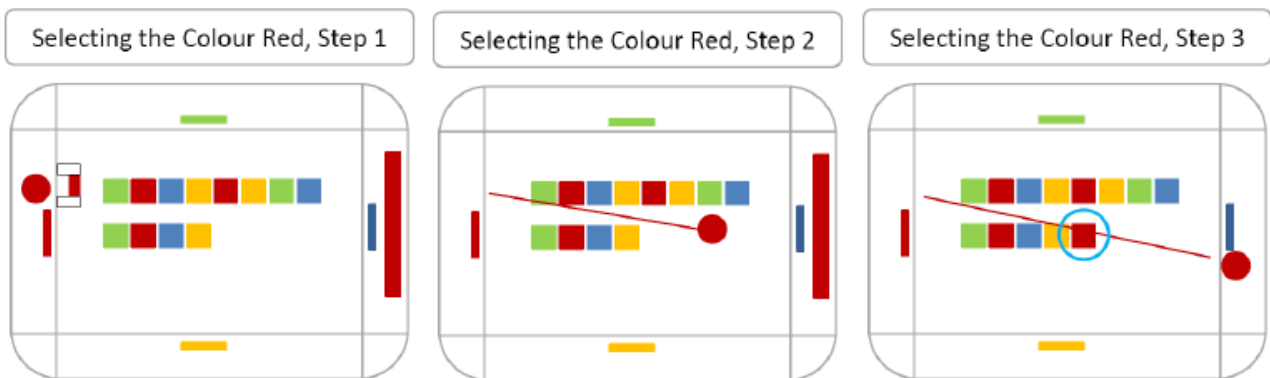 Selecting the Colour Red, Step 1
Selecting the Colour Red, Step 2
Selecting the Colour Red, Step 3